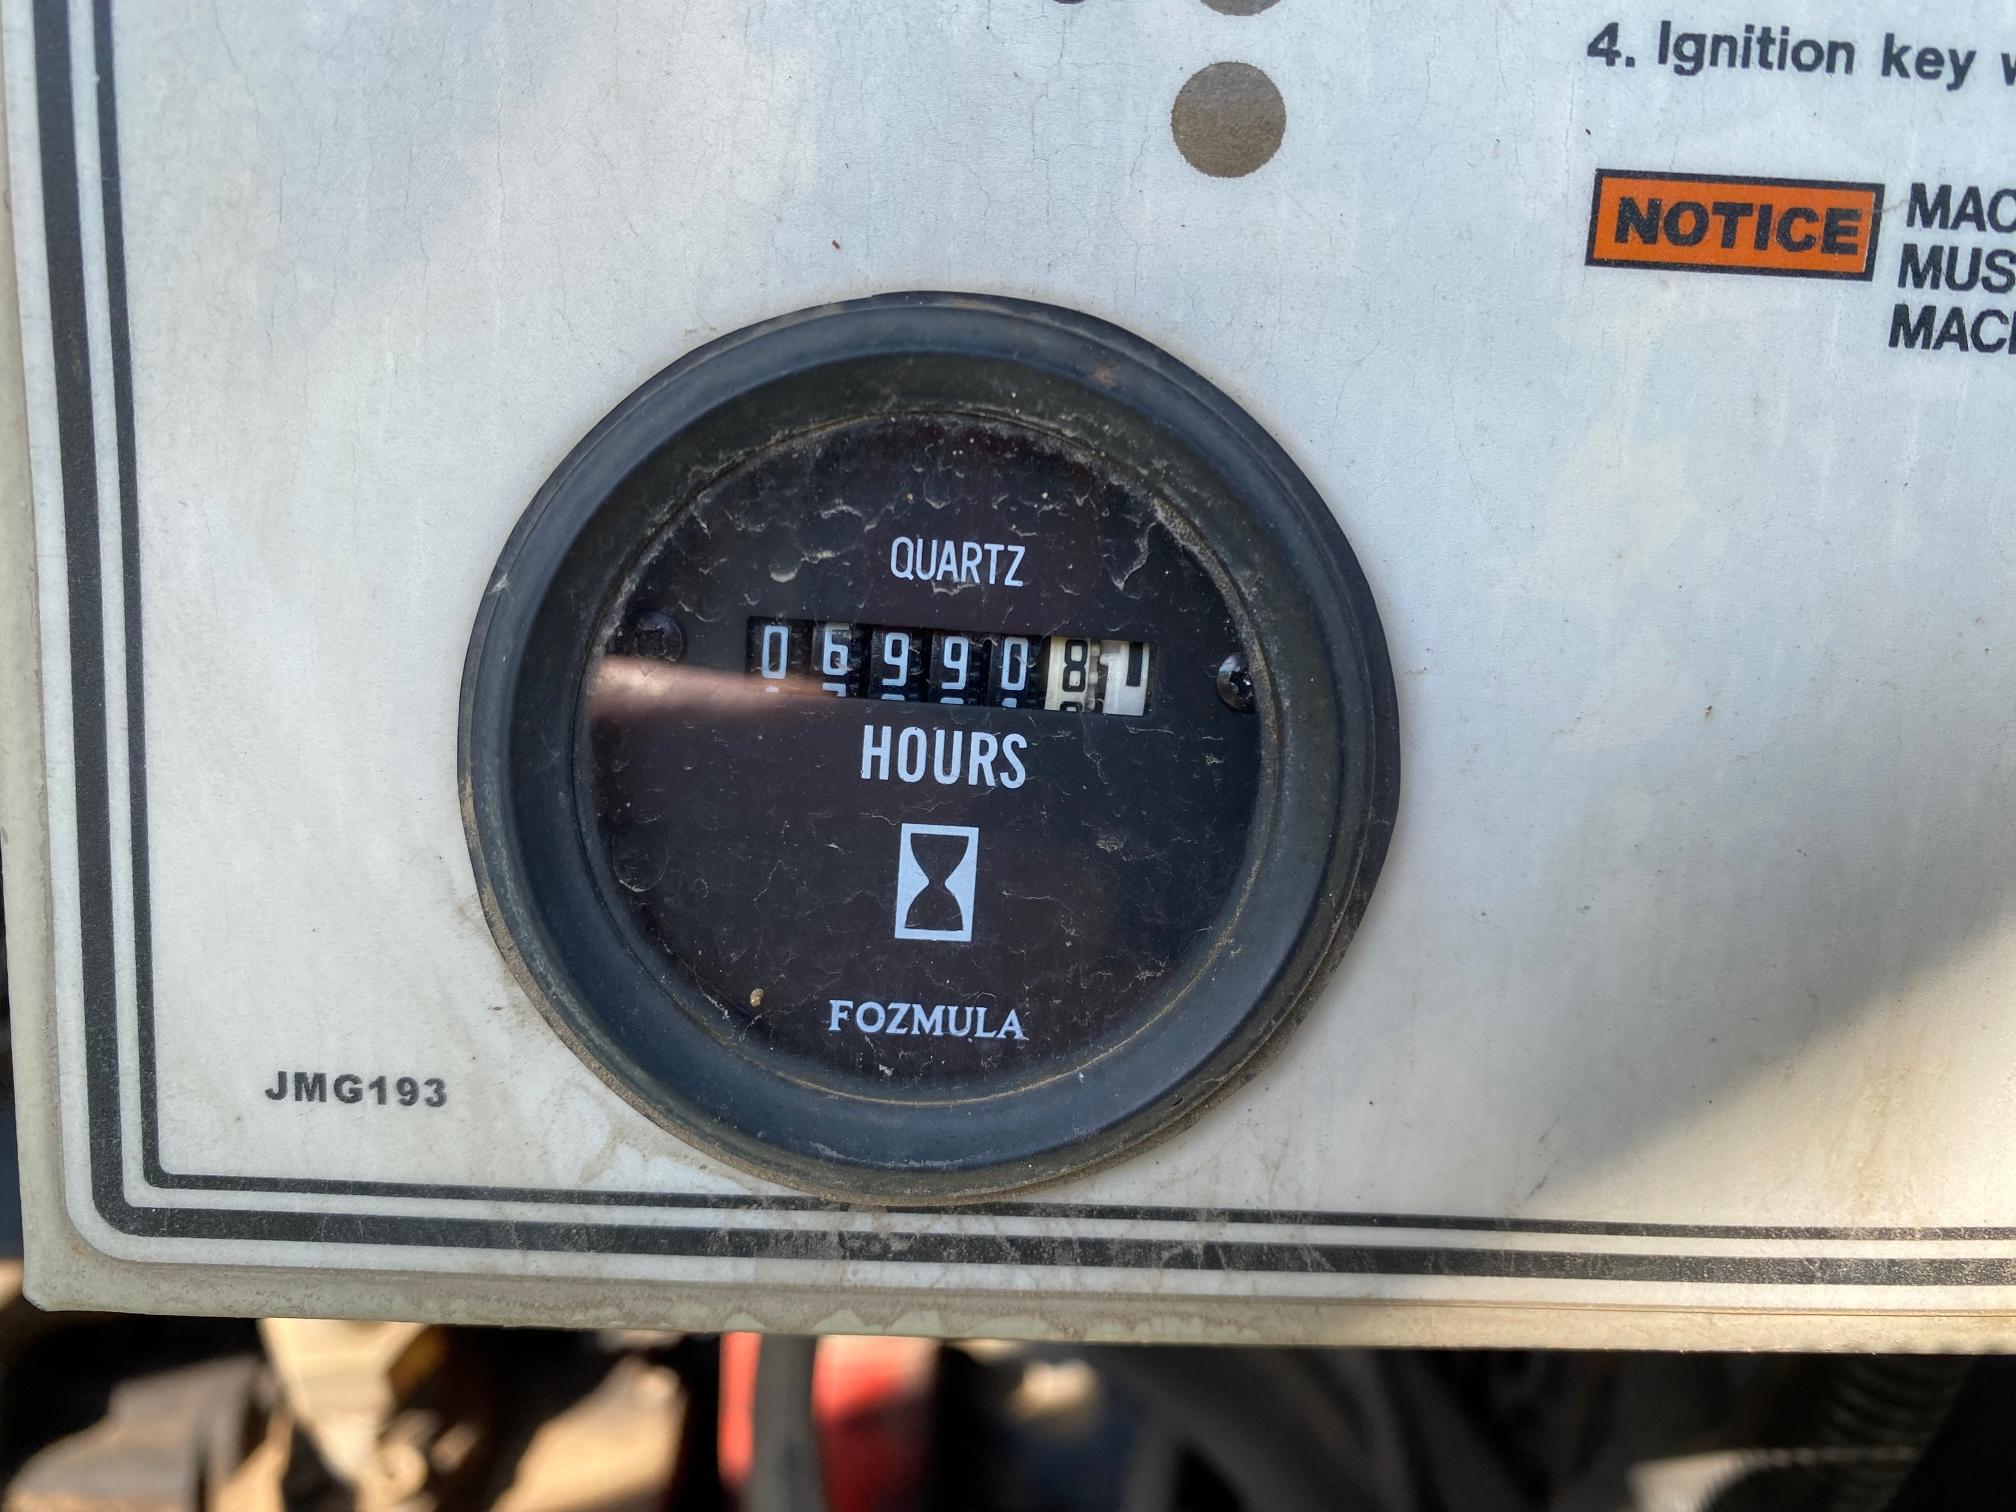 4. Ignition key
NOTICE
QUARTZ
0699081
HOURS
FOZMULA
JMG193